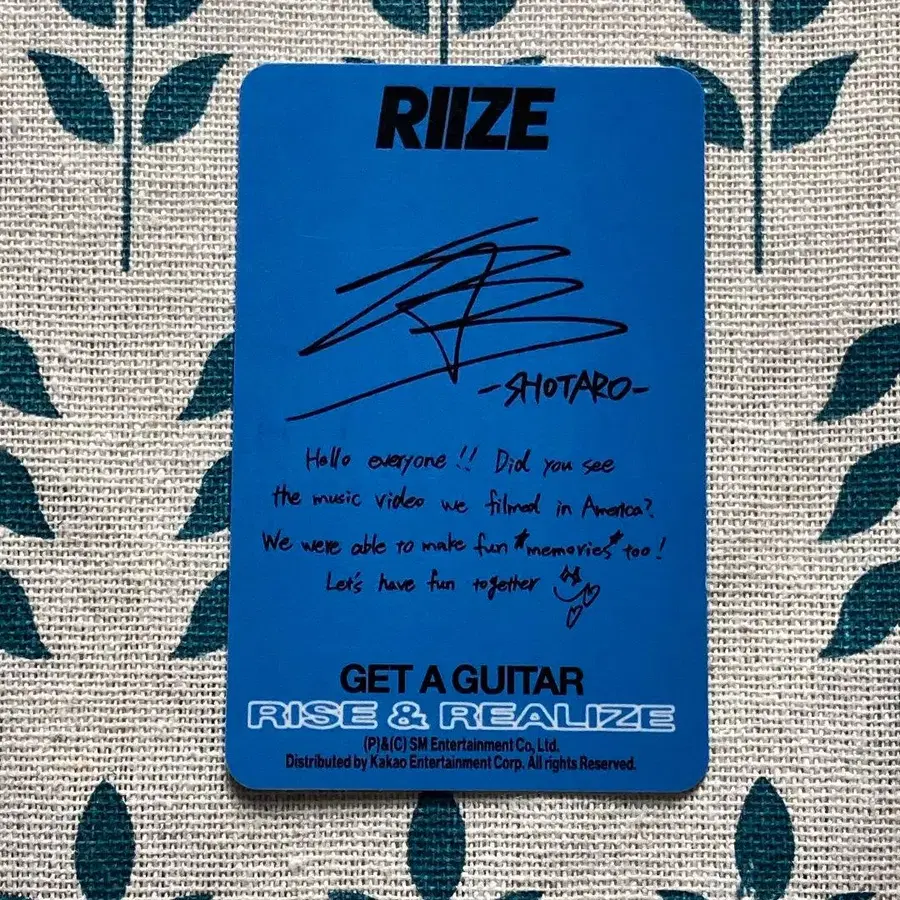 RIIZE
-SHOTARO-
Hello everyone!! Did you see
the music video we filmed in America?
We were able to make fun *memories* too!
Let's have fun together
GET A GUITAR
RISE & REALIZE
(P)&(C) SM Entertainment Co., Ltd.
Distributed by Kakao Entertainment Corp. All rights Reserved.